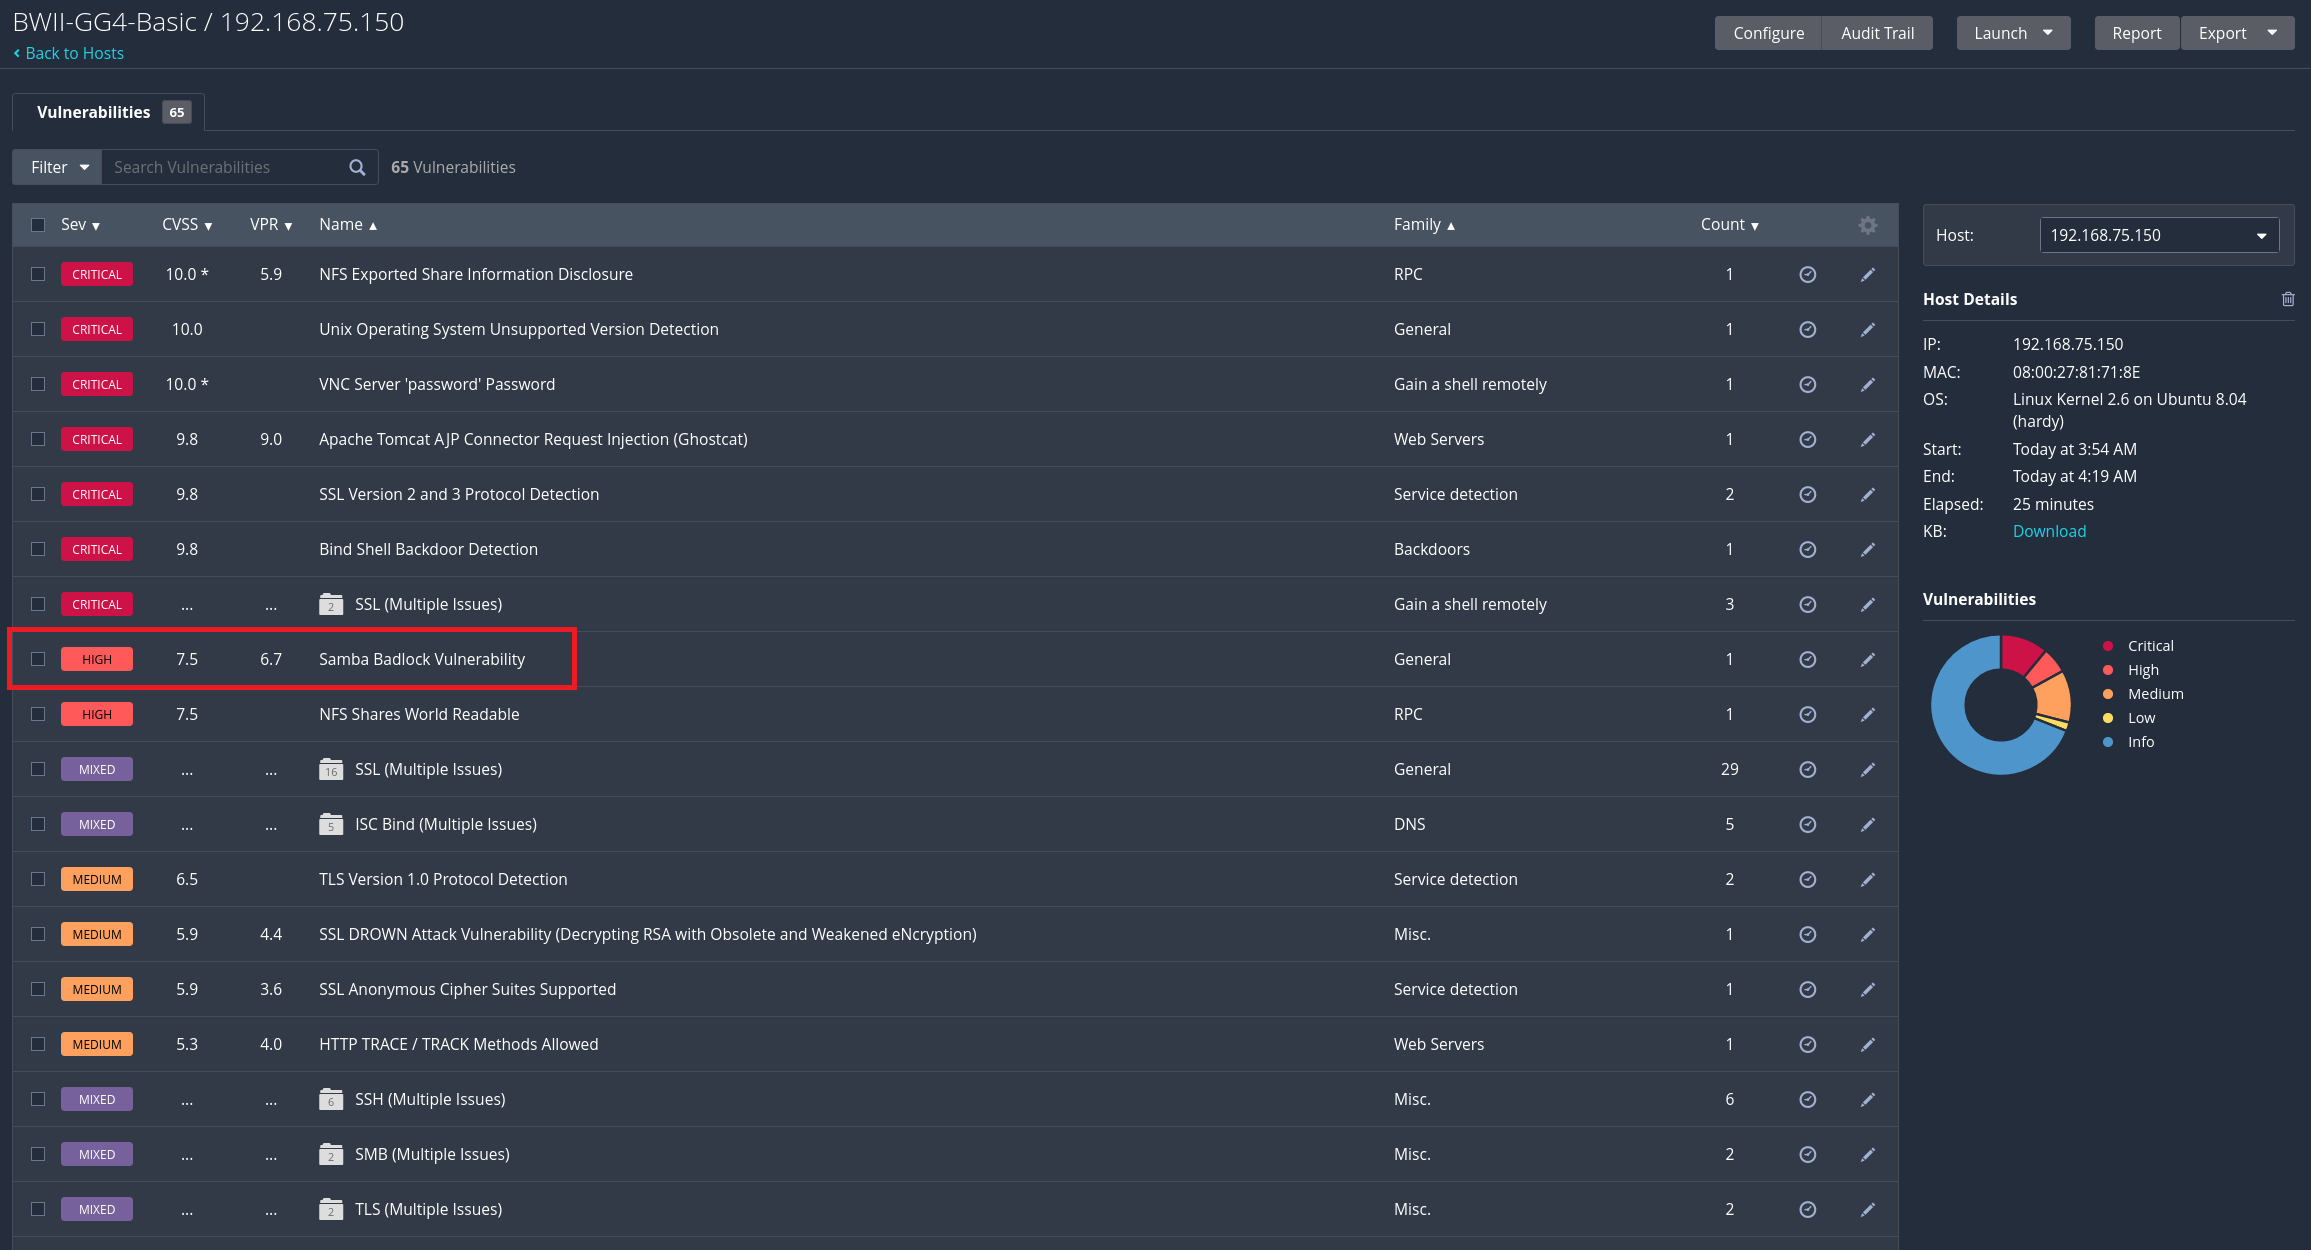 BWII-GG4-Basic / 192.168.75.150
Back to Hosts
Configure Audit Trail Launch Report Export
Vulnerabilities 65
Filter Search Vulnerabilities 65 Vulnerabilities
Sev CVSS VPR Name Family Count
CRITICAL 10.0 * 5.9 NFS Exported Share Information Disclosure RPC 1
CRITICAL 10.0 Unix Operating System Unsupported Version Detection General 1
CRITICAL 10.0 * VNC Server 'password' Password Gain a shell remotely 1
CRITICAL 9.8 9.0 Apache Tomcat AJP Connector Request Injection (Ghostcat) Web Servers 1
CRITICAL 9.8 SSL Version 2 and 3 Protocol Detection Service detection 2
CRITICAL 9.8 Bind Shell Backdoor Detection Backdoors 1
CRITICAL ... ... 2 SSL (Multiple Issues) Gain a shell remotely 3
HIGH 7.5 6.7 Samba Badlock Vulnerability General 1
HIGH 7.5 NFS Shares World Readable RPC 1
MIXED ... ... 16 SSL (Multiple Issues) General 29
MIXED ... ... 5 ISC Bind (Multiple Issues) DNS 5
MEDIUM 6.5 TLS Version 1.0 Protocol Detection Service detection 2
MEDIUM 5.9 4.4 SSL DROWN Attack Vulnerability (Decrypting RSA with Obsolete and Weakened eNcryption) Misc. 1
MEDIUM 5.9 3.6 SSL Anonymous Cipher Suites Supported Service detection 1
MEDIUM 5.3 4.0 HTTP TRACE / TRACK Methods Allowed Web Servers 1
MIXED ... ... 6 SSH (Multiple Issues) Misc. 6
MIXED ... ... 2 SMB (Multiple Issues) Misc. 2
MIXED ... ... 2 TLS (Multiple Issues) Misc. 2
Host: 192.168.75.150
Host Details
IP: 192.168.75.150
MAC: 08:00:27:81:71:8E
OS: Linux Kernel 2.6 on Ubuntu 8.04
(hardy)
Start: Today at 3:54 AM
End: Today at 4:19 AM
Elapsed: 25 minutes
KB: Download
Vulnerabilities
Critical
High
Medium
Low
Info